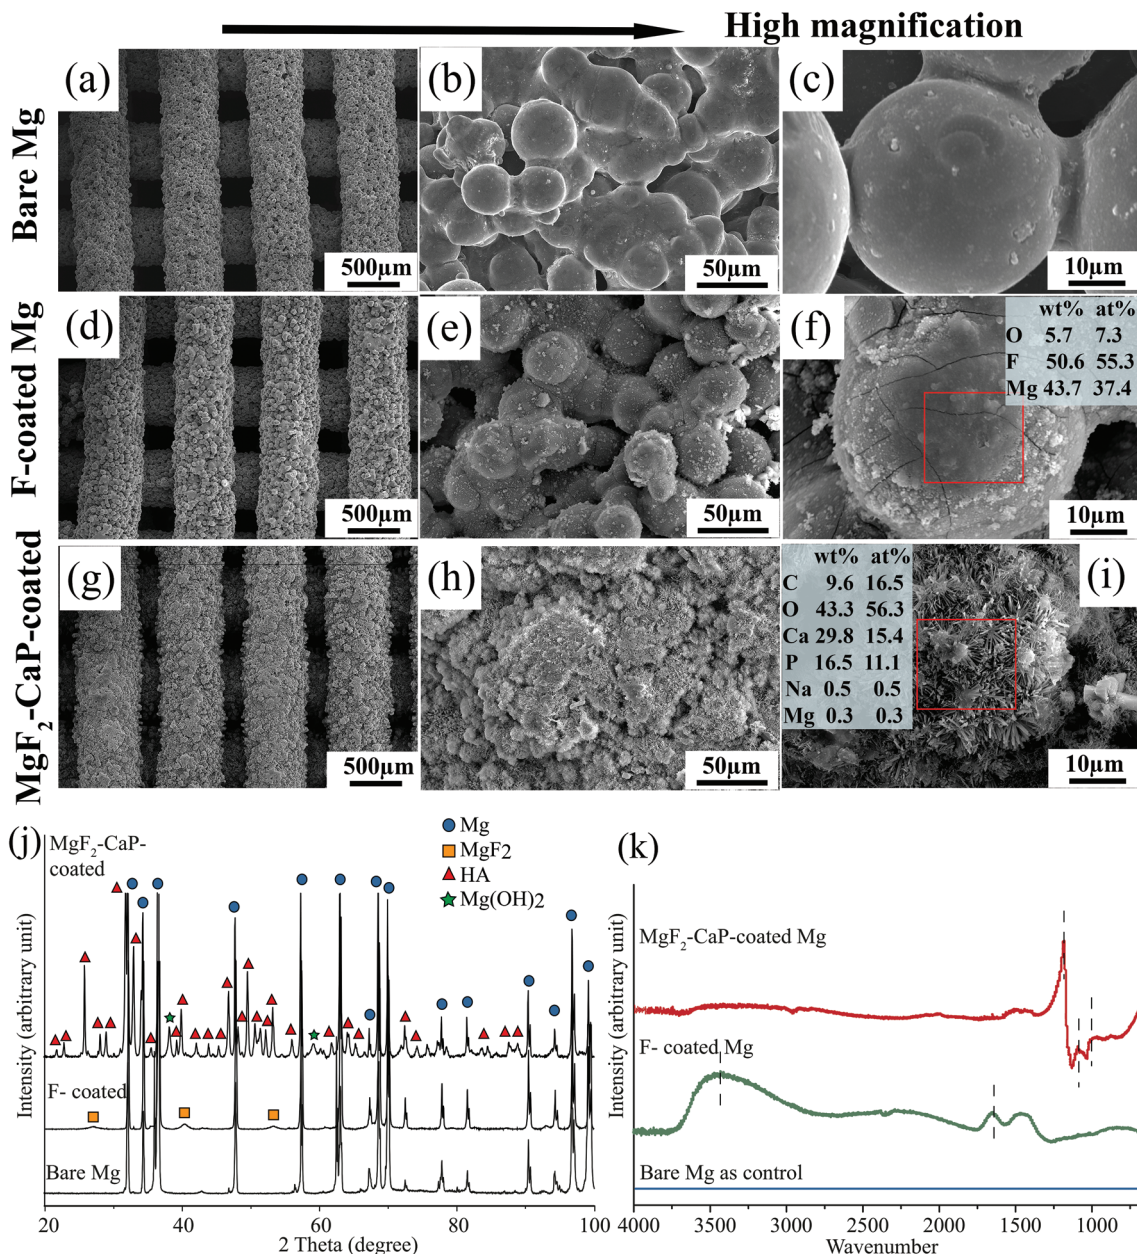 High magnification
Bare Mg
(a)
500μm
(b)
50μm
(c)
10μm
F-coated Mg
(d)
500μm
(e)
50μm
(f)
wt% at%
O 5.7 7.3
F 50.6 55.3
Mg 43.7 37.4
10μm
MgF₂-CaP-coated
(g)
500μm
(h)
50μm
(i)
wt% at%
C 9.6 16.5
O 43.3 56.3
Ca 29.8 15.4
P 16.5 11.1
Na 0.5 0.5
Mg 0.3 0.3
10μm
(j)
MgF₂-CaP-
coated
Mg
MgF2
HA
Mg(OH)2
F- coated
Bare Mg
Intensity (arbitrary unit)
20 40 60 80 100
2 Theta (degree)
(k)
MgF₂-CaP-coated Mg
F- coated Mg
Bare Mg as control
Intensity (arbitrary unit)
4000 3500 3000 2500 2000 1500 1000
Wavenumber